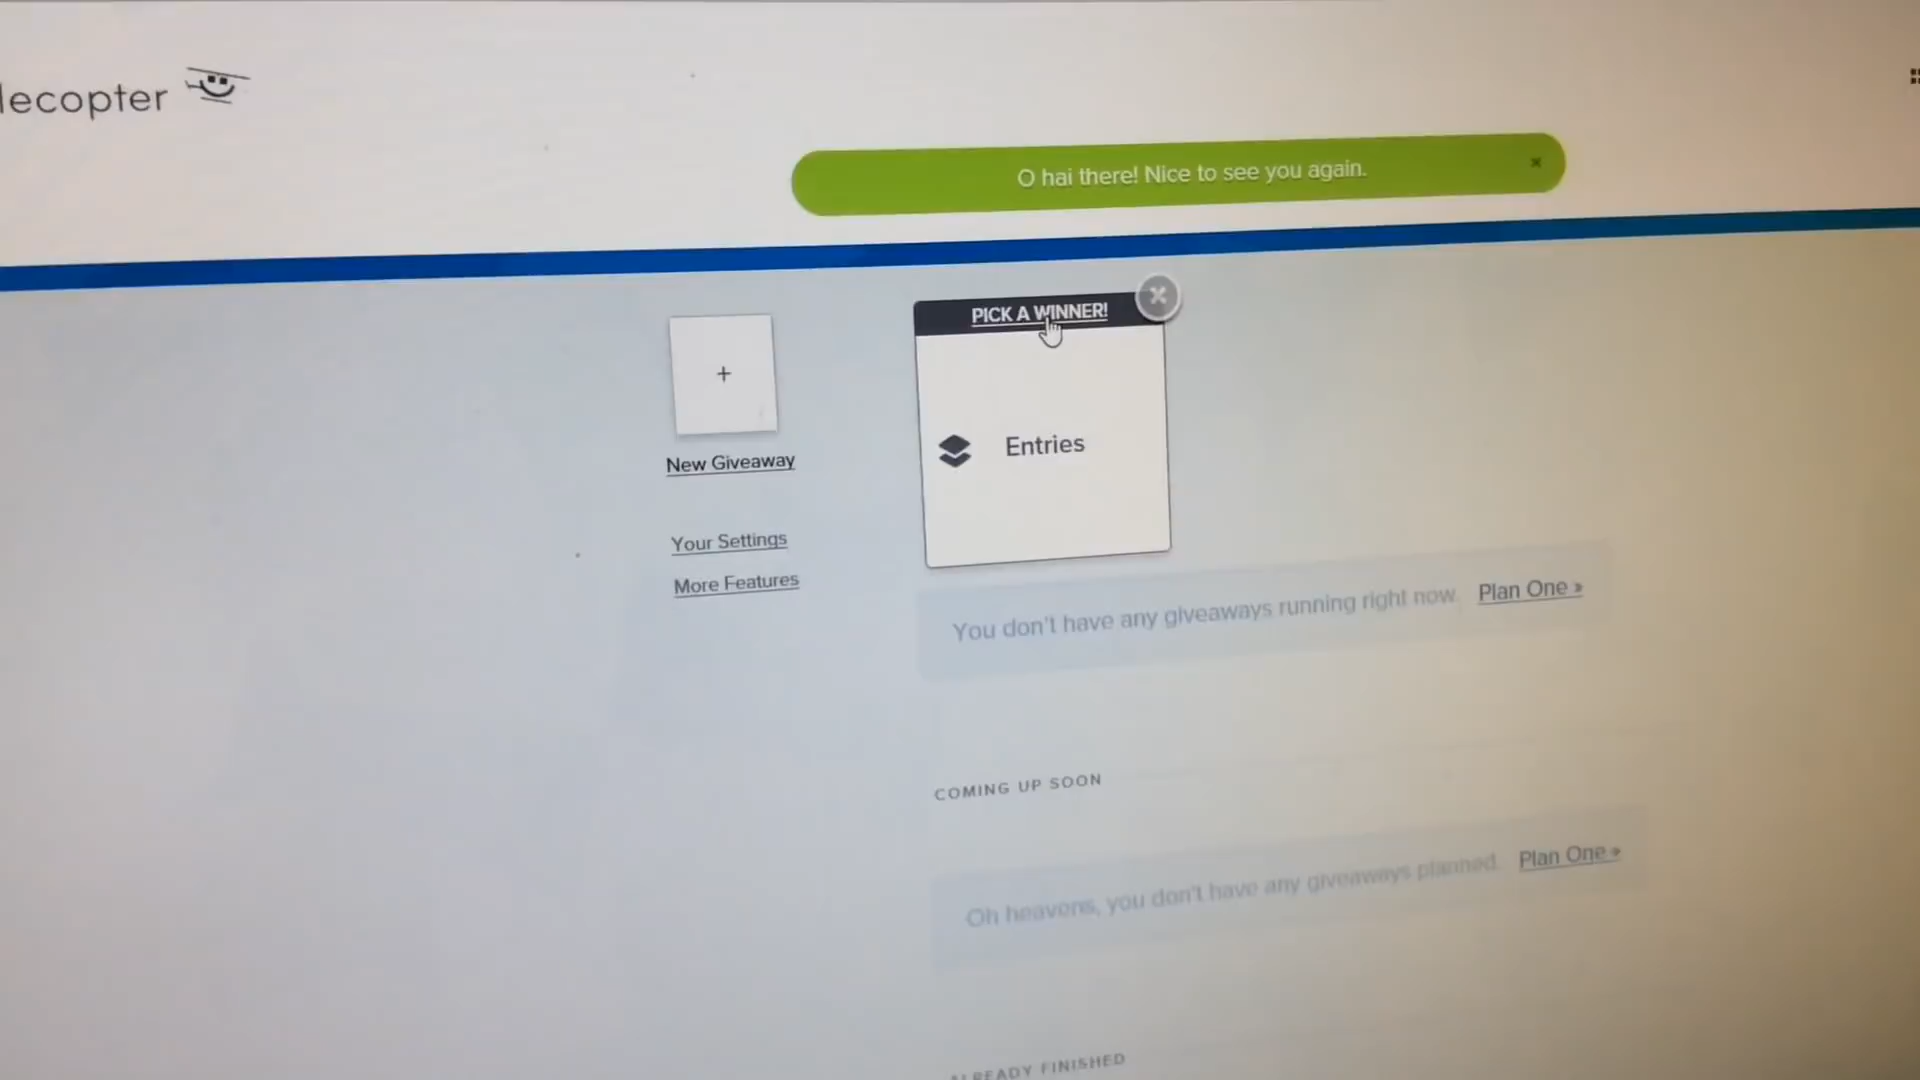 lecopter
O hai there! Nice to see you again.
PICK A WINNER!
Entries
New Giveaway
Your Settings
More Features
You don't have any giveaways running right now. Plan One »
COMING UP SOON
Oh heavens, you don't have any giveaways planned. Plan One »
ALREADY FINISHED